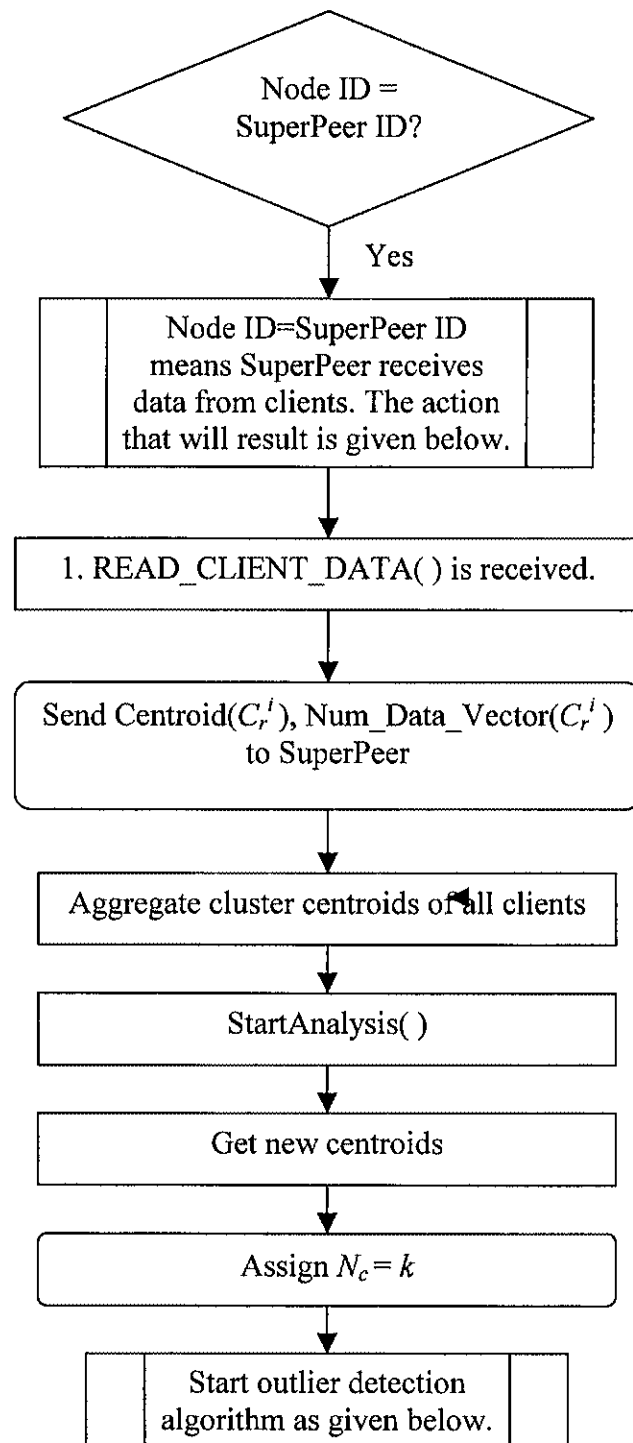 Node ID =
SuperPeer ID?
Yes
Node ID=SuperPeer ID
means SuperPeer receives
data from clients. The action
that will result is given below.
1. READ_CLIENT_DATA( ) is received.
Send Centroid(C_r^i), Num_Data_Vector(C_r^i)
to SuperPeer
Aggregate cluster centroids of all clients
StartAnalysis( )
Get new centroids
Assign N_c = k
Start outlier detection
algorithm as given below.